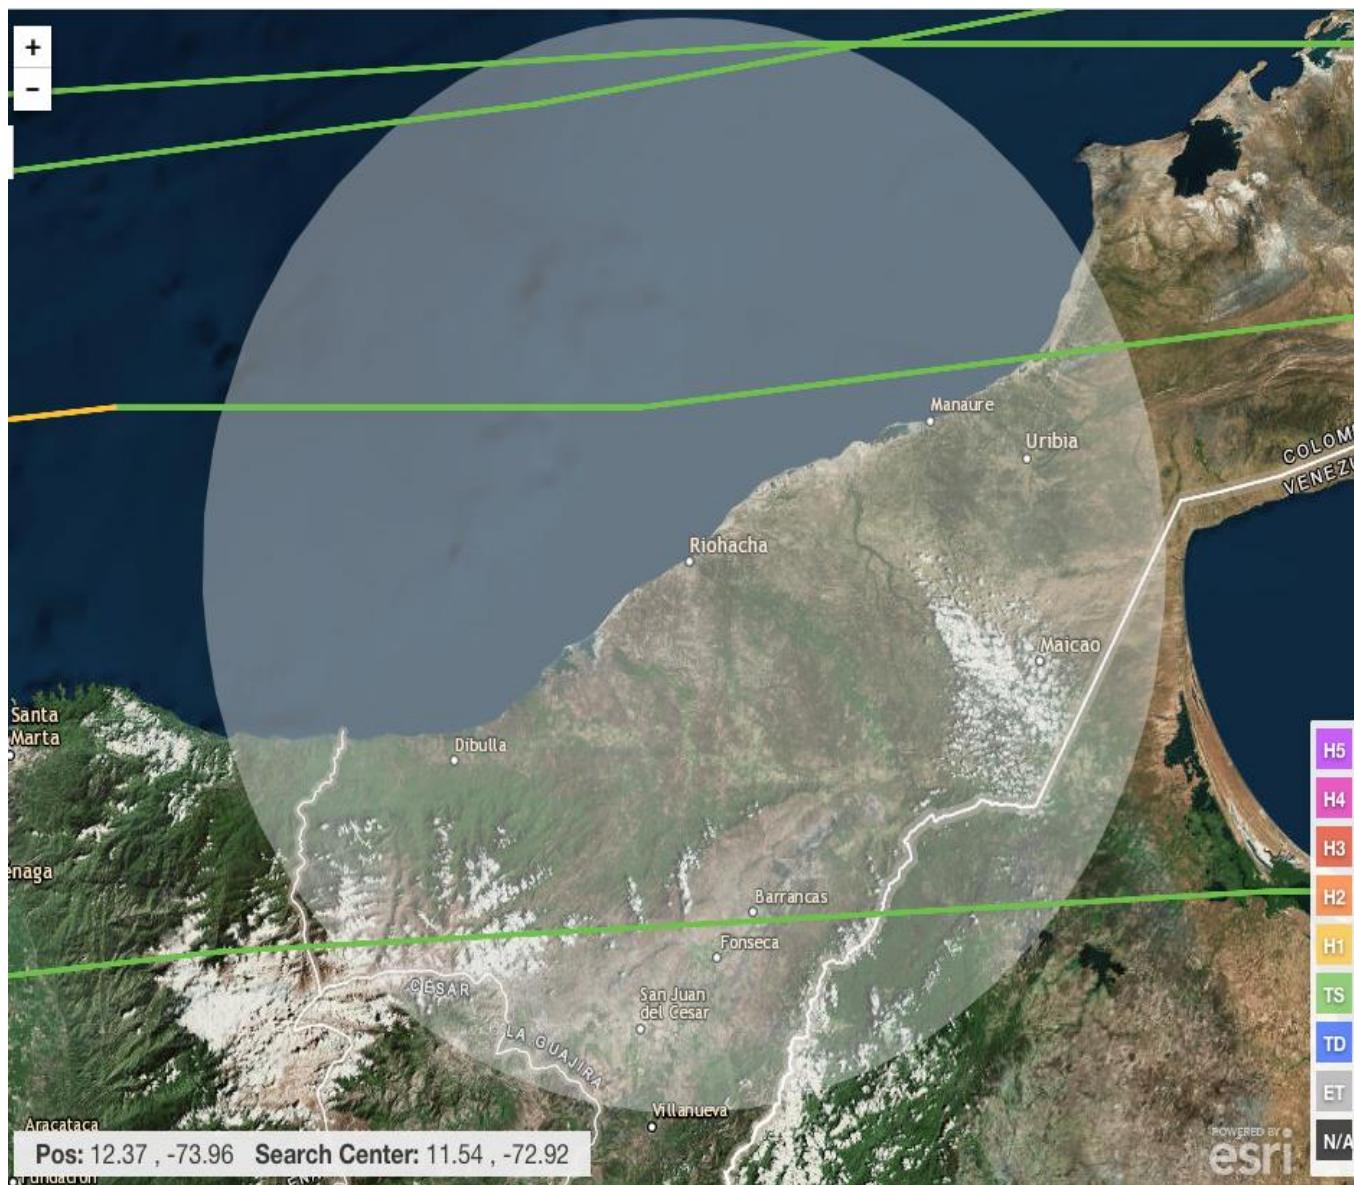 +
−
Manaure
Uribia
COLOM
VENEZU
Riohacha
Maicao
Santa
Marta
Dibulla
H5
H4
H3
H2
H1
TS
TD
ET
N/A
enaga
Barrancas
Fonseca
CESAR
San Juan
del Cesar
LA GUAJIRA
Villanueva
Aracataca
Pos: 12.37 , -73.96 Search Center: 11.54 , -72.92
POWERED BY
esri